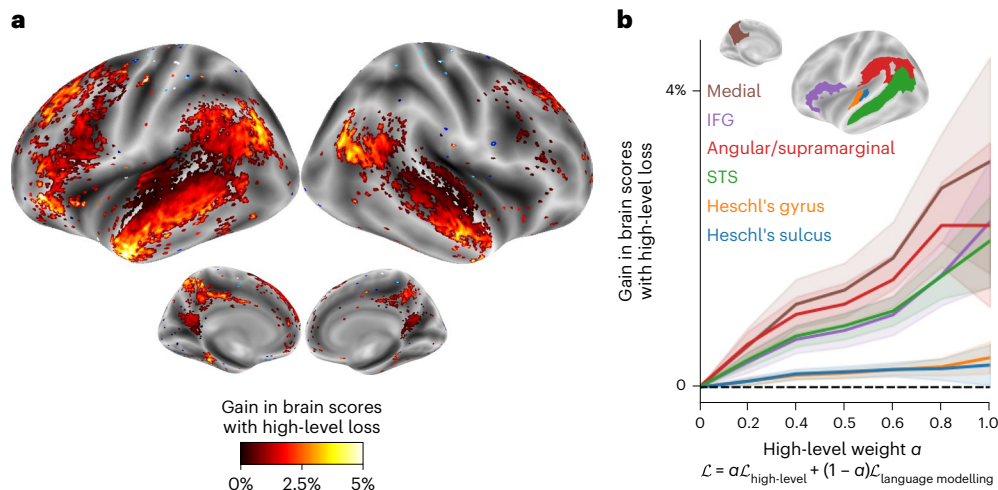 a
Gain in brain scores
with high-level loss
0% 2.5% 5%
b
Gain in brain scores
with high-level loss
4%
0
Medial
IFG
Angular/supramarginal
STS
Heschl's gyrus
Heschl's sulcus
0 0.2 0.4 0.5 0.6 0.8 1.0
High-level weight α
ℒ = αℒhigh-level + (1 – α)ℒlanguage modelling